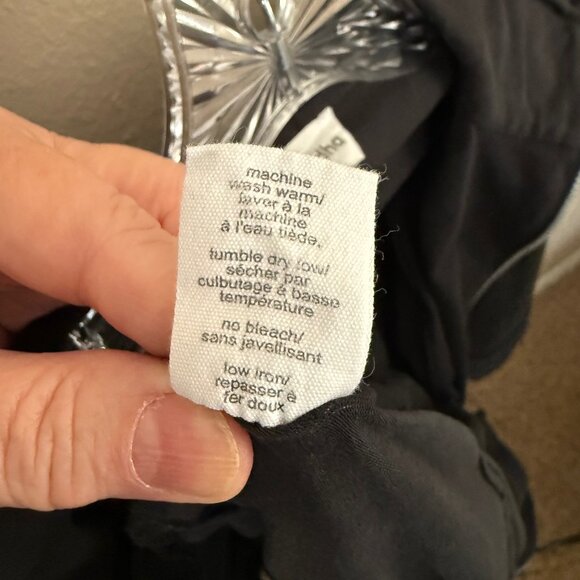 machine
wash warm/
laver à la
machine
à l'eau tiède.
tumble dry low/
sécher par
culbutage à basse
température
no bleach/
sans javellisant
low iron/
repasser à
fer doux